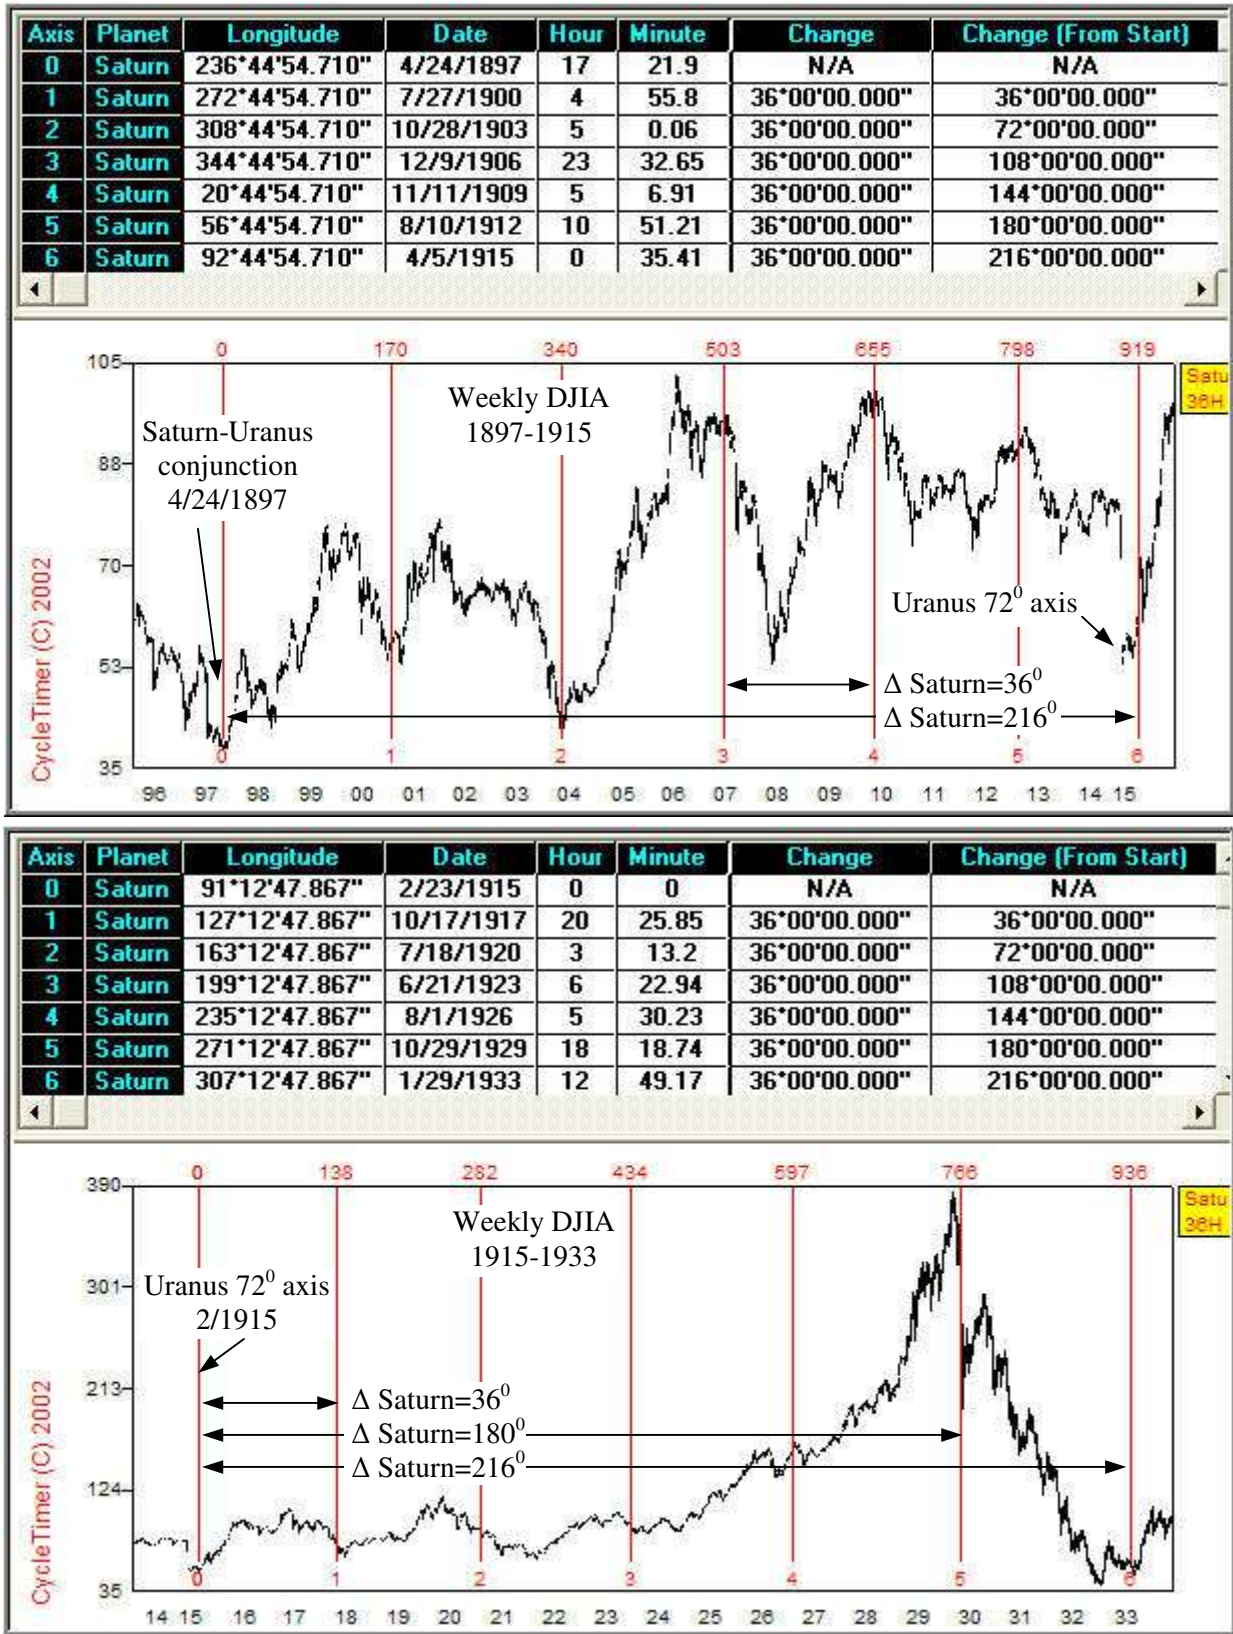 Axis Planet Longitude Date Hour Minute Change Change (From Start)
0 Saturn 236*44'54.710" 4/24/1897 17 21.9 N/A N/A
1 Saturn 272*44'54.710" 7/27/1900 4 55.8 36*00'00.000" 36*00'00.000"
2 Saturn 308*44'54.710" 10/28/1903 5 0.06 36*00'00.000" 72*00'00.000"
3 Saturn 344*44'54.710" 12/9/1906 23 32.65 36*00'00.000" 108*00'00.000"
4 Saturn 20*44'54.710" 11/11/1909 5 6.91 36*00'00.000" 144*00'00.000"
5 Saturn 56*44'54.710" 8/10/1912 10 51.21 36*00'00.000" 180*00'00.000"
6 Saturn 92*44'54.710" 4/5/1915 0 35.41 36*00'00.000" 216*00'00.000"
0 170 340 503 655 798 919
105
Satu
36H
Weekly DJIA
1897-1915
Saturn-Uranus
conjunction
4/24/1897
88
70
Uranus 72⁰ axis
53
Δ Saturn=36⁰
Δ Saturn=216⁰
35
0 1 2 3 4 5 6
96 97 98 99 00 01 02 03 04 05 06 07 08 09 10 11 12 13 14 15
CycleTimer (C) 2002
Axis Planet Longitude Date Hour Minute Change Change (From Start)
0 Saturn 91*12'47.867" 2/23/1915 0 0 N/A N/A
1 Saturn 127*12'47.867" 10/17/1917 20 25.85 36*00'00.000" 36*00'00.000"
2 Saturn 163*12'47.867" 7/18/1920 3 13.2 36*00'00.000" 72*00'00.000"
3 Saturn 199*12'47.867" 6/21/1923 6 22.94 36*00'00.000" 108*00'00.000"
4 Saturn 235*12'47.867" 8/1/1926 5 30.23 36*00'00.000" 144*00'00.000"
5 Saturn 271*12'47.867" 10/29/1929 18 18.74 36*00'00.000" 180*00'00.000"
6 Saturn 307*12'47.867" 1/29/1933 12 49.17 36*00'00.000" 216*00'00.000"
0 138 282 434 597 766 936
390
Satu
36H
Weekly DJIA
1915-1933
301
Uranus 72⁰ axis
2/1915
213
Δ Saturn=36⁰
Δ Saturn=180⁰
Δ Saturn=216⁰
124
35
0 1 2 3 4 5 6
14 15 16 17 18 19 20 21 22 23 24 25 26 27 28 29 30 31 32 33
CycleTimer (C) 2002